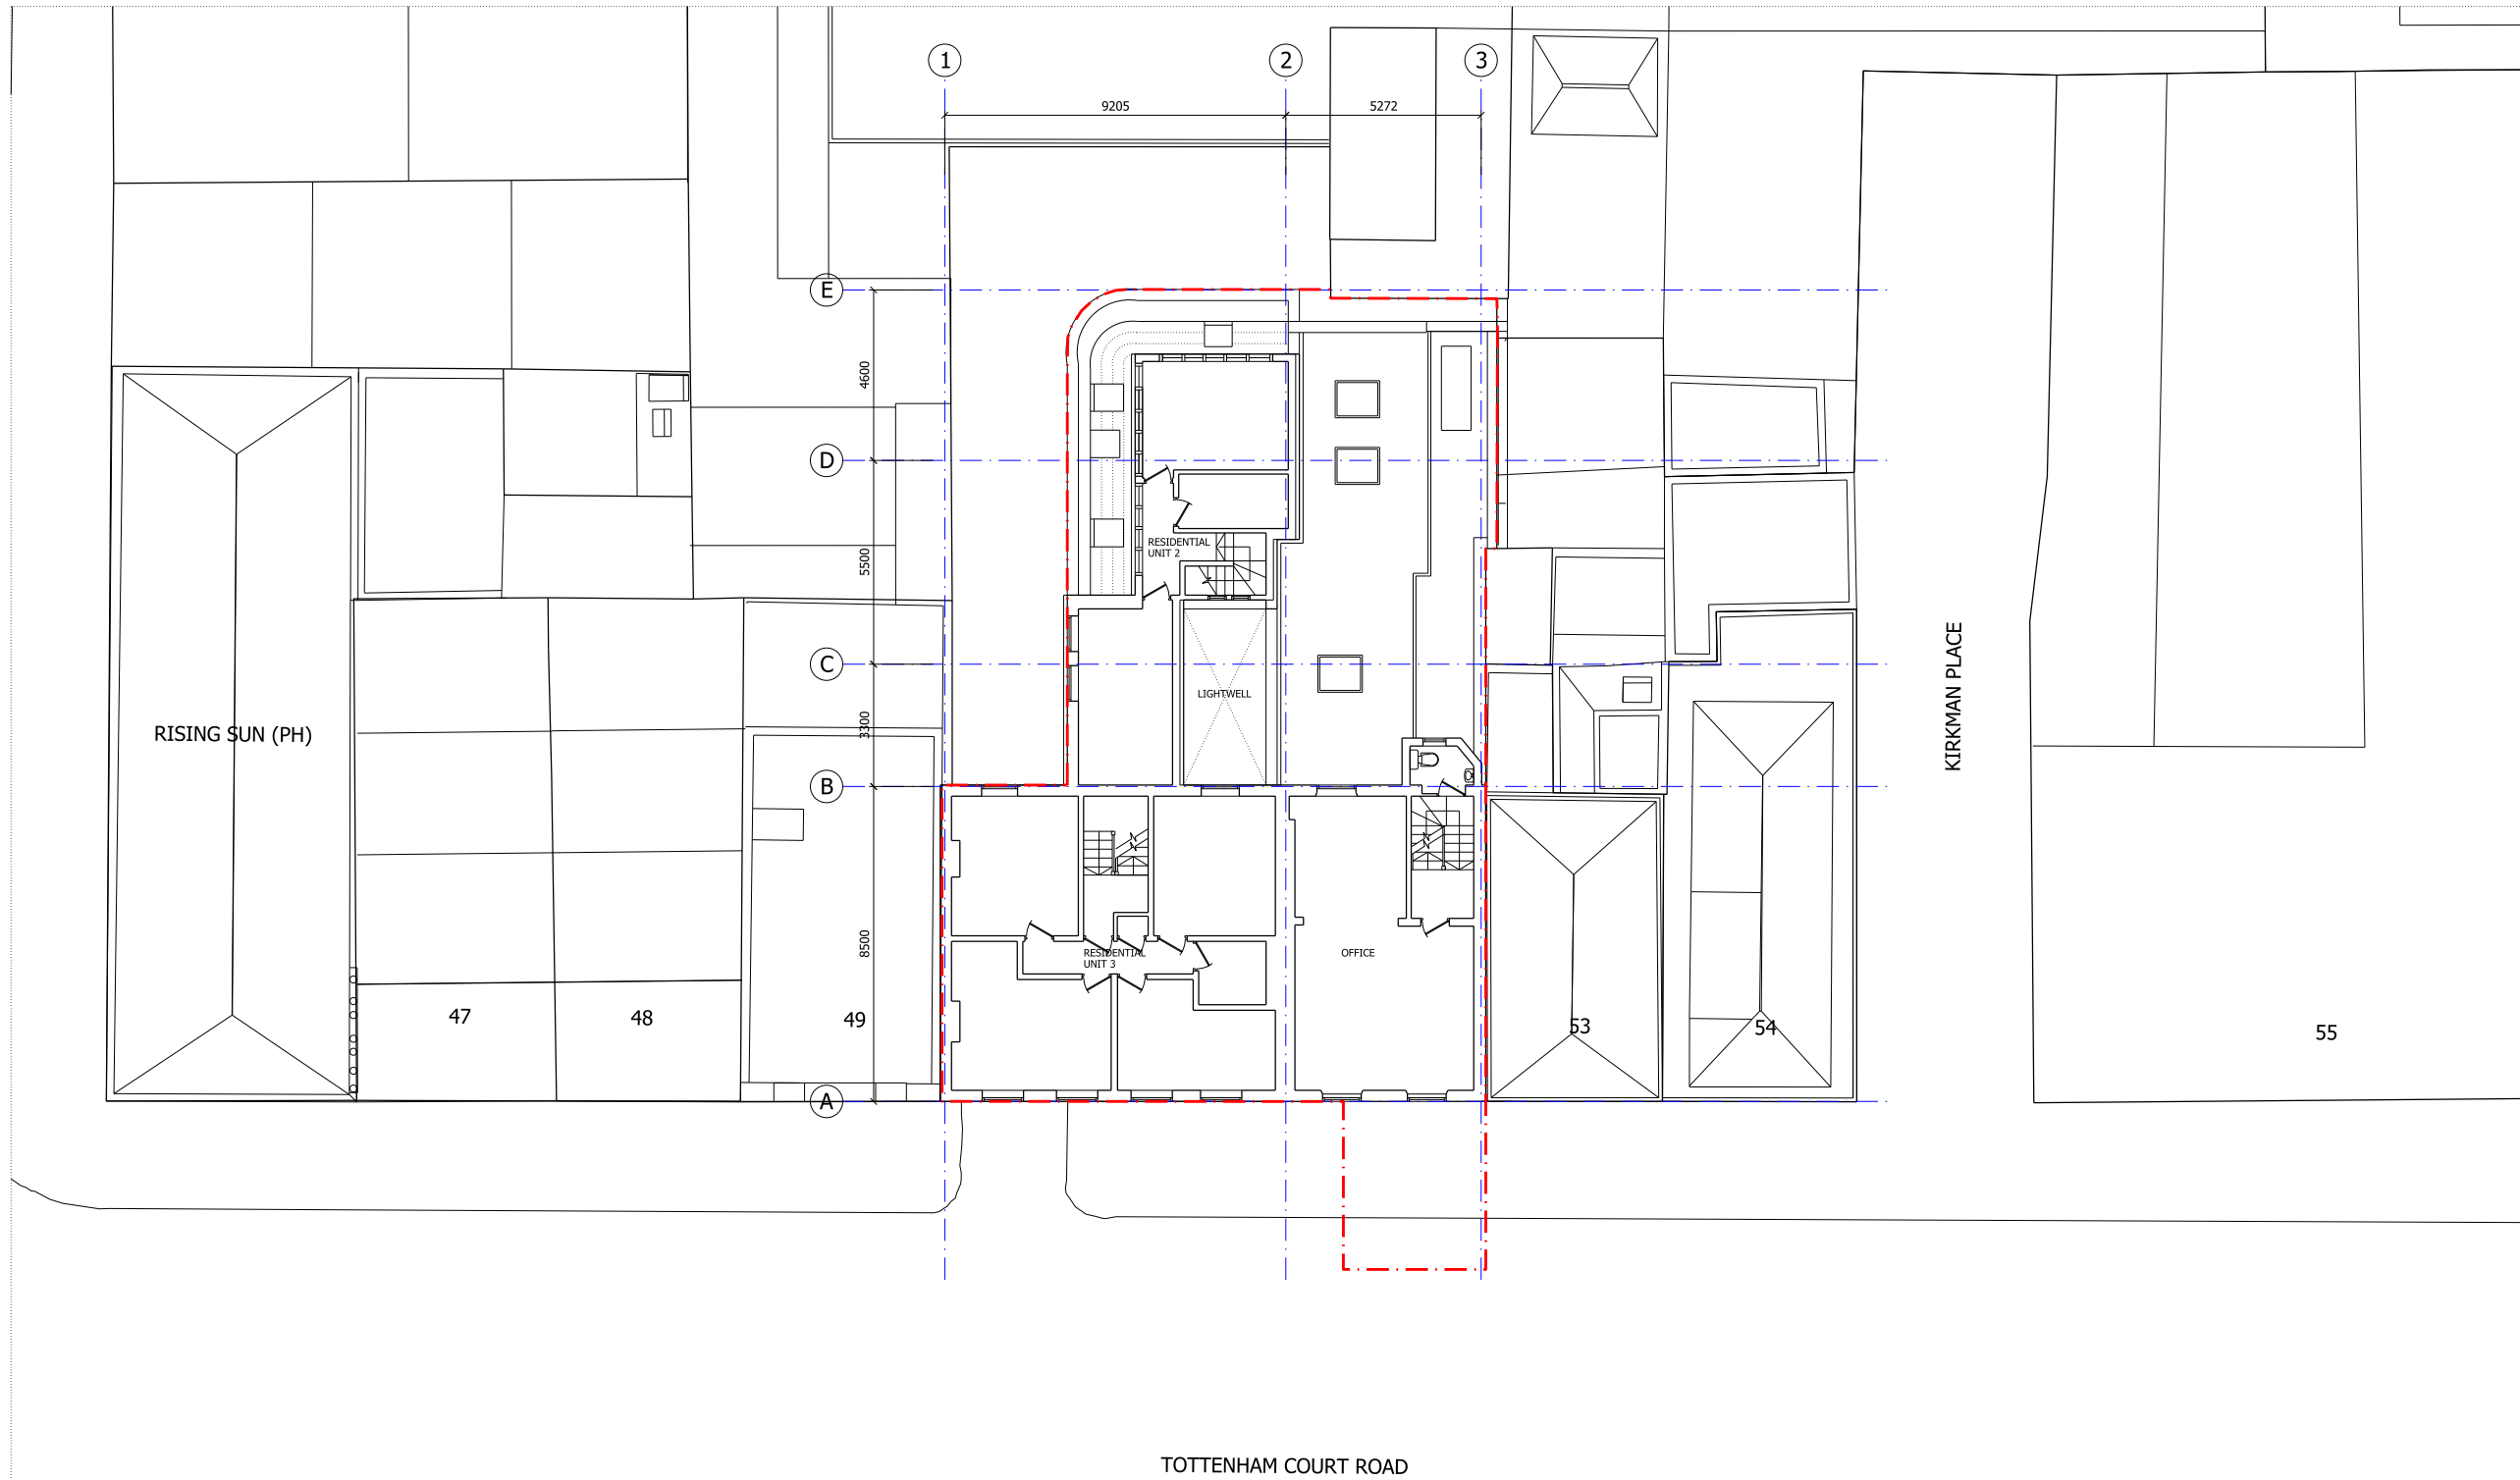 1
2
3
9205
5272
E
4600
D
5500
RESIDENTIAL
UNIT 2
C
LIGHTWELL
3300
B
RISING SUN (PH)
KIRKMAN PLACE
8500
RESIDENTIAL
UNIT 3
OFFICE
47
48
49
53
54
55
A
TOTTENHAM COURT ROAD